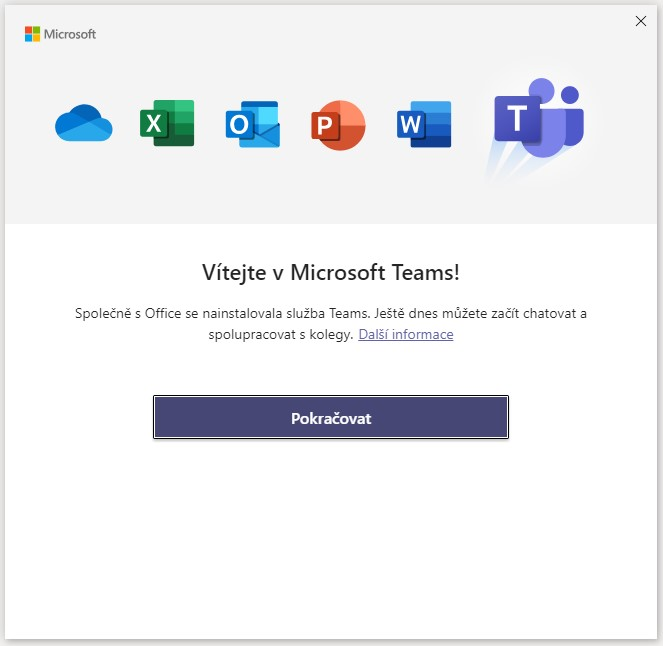 Microsoft
X
O
P
W
T
Vítejte v Microsoft Teams!
Společně s Office se nainstalovala služba Teams. Ještě dnes můžete začít chatovat a
spolupracovat s kolegy. Další informace
Pokračovat